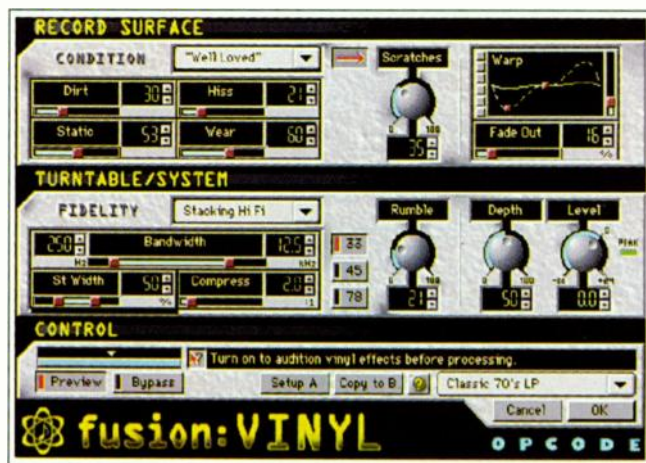 RECORD SURFACE
CONDITION "Well Loved" Scratches Warp
Dirt 30 Hiss 21
Static 53 Wear 60 Fade Out 16
0 100 35 %
TURNTABLE/SYSTEM
FIDELITY Stacking Hi Fi Rumble Depth Level
250 Hz Bandwidth 12.5 kHz 33
45
St Width 50 % Compress 2.0 :1 78
0 100 21 0 100 50 0 0.0 Peak
CONTROL
Turn on to audition vinyl effects before processing.
Preview Bypass Setup A Copy to B ? Classic 70's LP
Cancel OK
fusion:VINYL
OPCODE